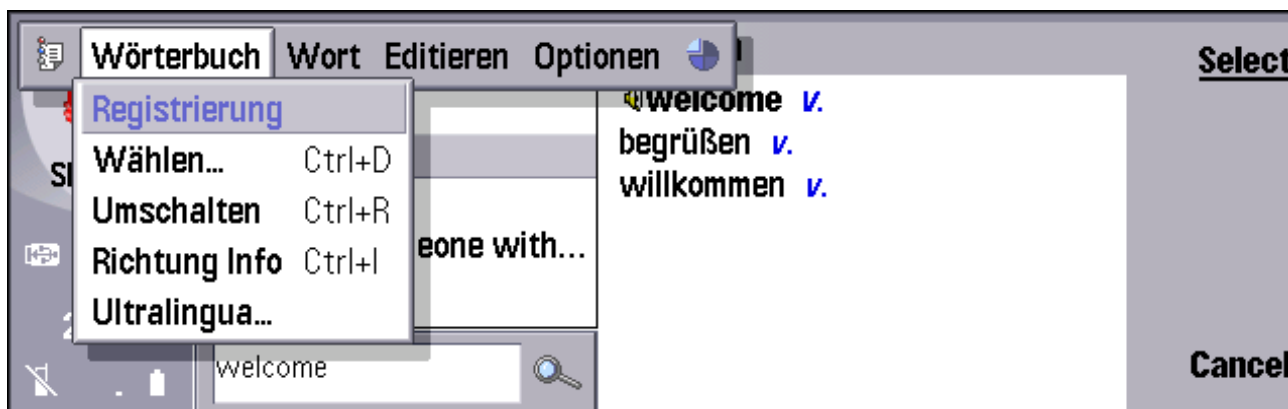 Wörterbuch Wort Editieren Optionen
Select
Registrierung
Wählen... Ctrl+D
Umschalten Ctrl+R
Richtung Info Ctrl+I
Ultralingua...
eone with...
welcome v.
begrüßen v.
willkommen v.
welcome
Cancel